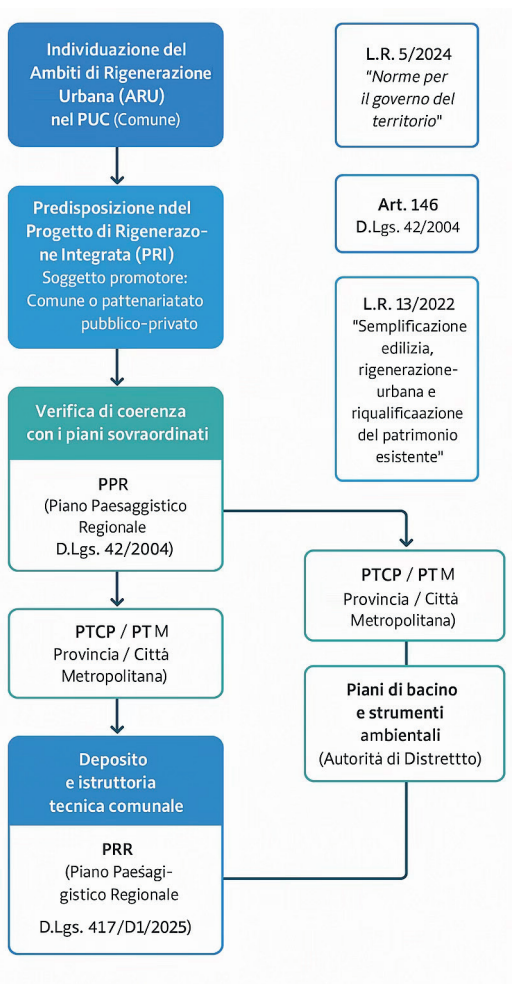 Individuazione del
Ambiti di Rigenerazione
Urbana (ARU)
nel PUC (Comune)
Predisposizione ndel
Progetto di Rigenerazo-
ne Integrata (PRI)
Soggetto promotore:
Comune o pattenariatato
pubblico-privato
Verifica di coerenza
con i piani sovraordinati
PPR
(Piano Paesaggistico
Regionale
D.Lgs. 42/2004)
PTCP / PT M
Provincia / Città
Metropolitana)
Deposito
e istruttoria
tecnica comunale
PRR
(Piano Paesagi-
gistico Regionale
D.Lgs. 417/D1/2025)
L.R. 5/2024
"Norme per
il governo del
territorio"
Art. 146
D.Lgs. 42/2004
L.R. 13/2022
"Semplificazione
edilizia,
rigenerazione-
urbana e
riqualificaazione
del patrimonio
esistente"
PTCP / PT M
Provincia / Città
Metropolitana)
Piani di bacino
e strumenti
ambientali
(Autorità di Distrettto)